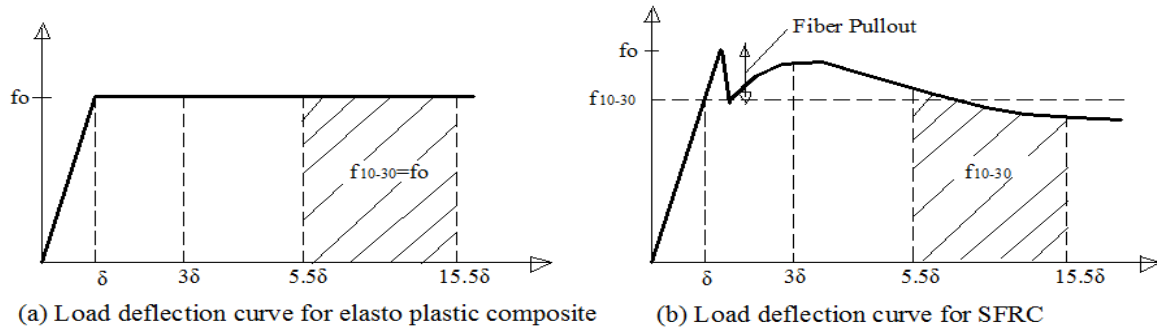 fo
f10-30=fo
δ
3δ
5.5δ
15.5δ
(a) Load deflection curve for elasto plastic composite
Fiber Pullout
fo
f10-30
f10-30
δ
3δ
5.5δ
15.5δ
(b) Load deflection curve for SFRC